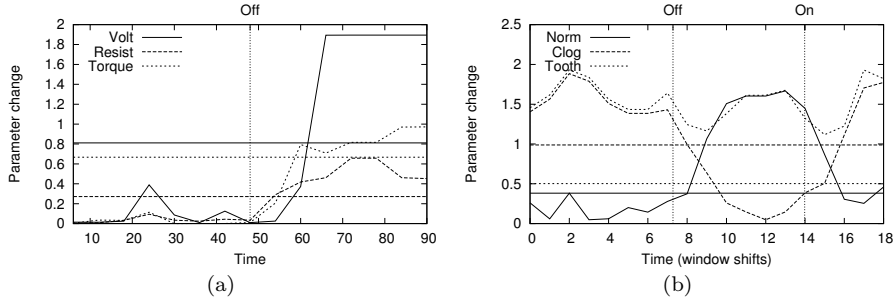 Off
2
1.8
1.6
1.4
1.2
1
0.8
0.6
0.4
0.2
0
Parameter change
Volt
Resist
Torque
10 20 30 40 50 60 70 80 90
Time
(a)
Off On
2.5
2
1.5
1
0.5
0
Parameter change
Norm
Clog
Tooth
0 2 4 6 8 10 12 14 16 18
Time (window shifts)
(b)